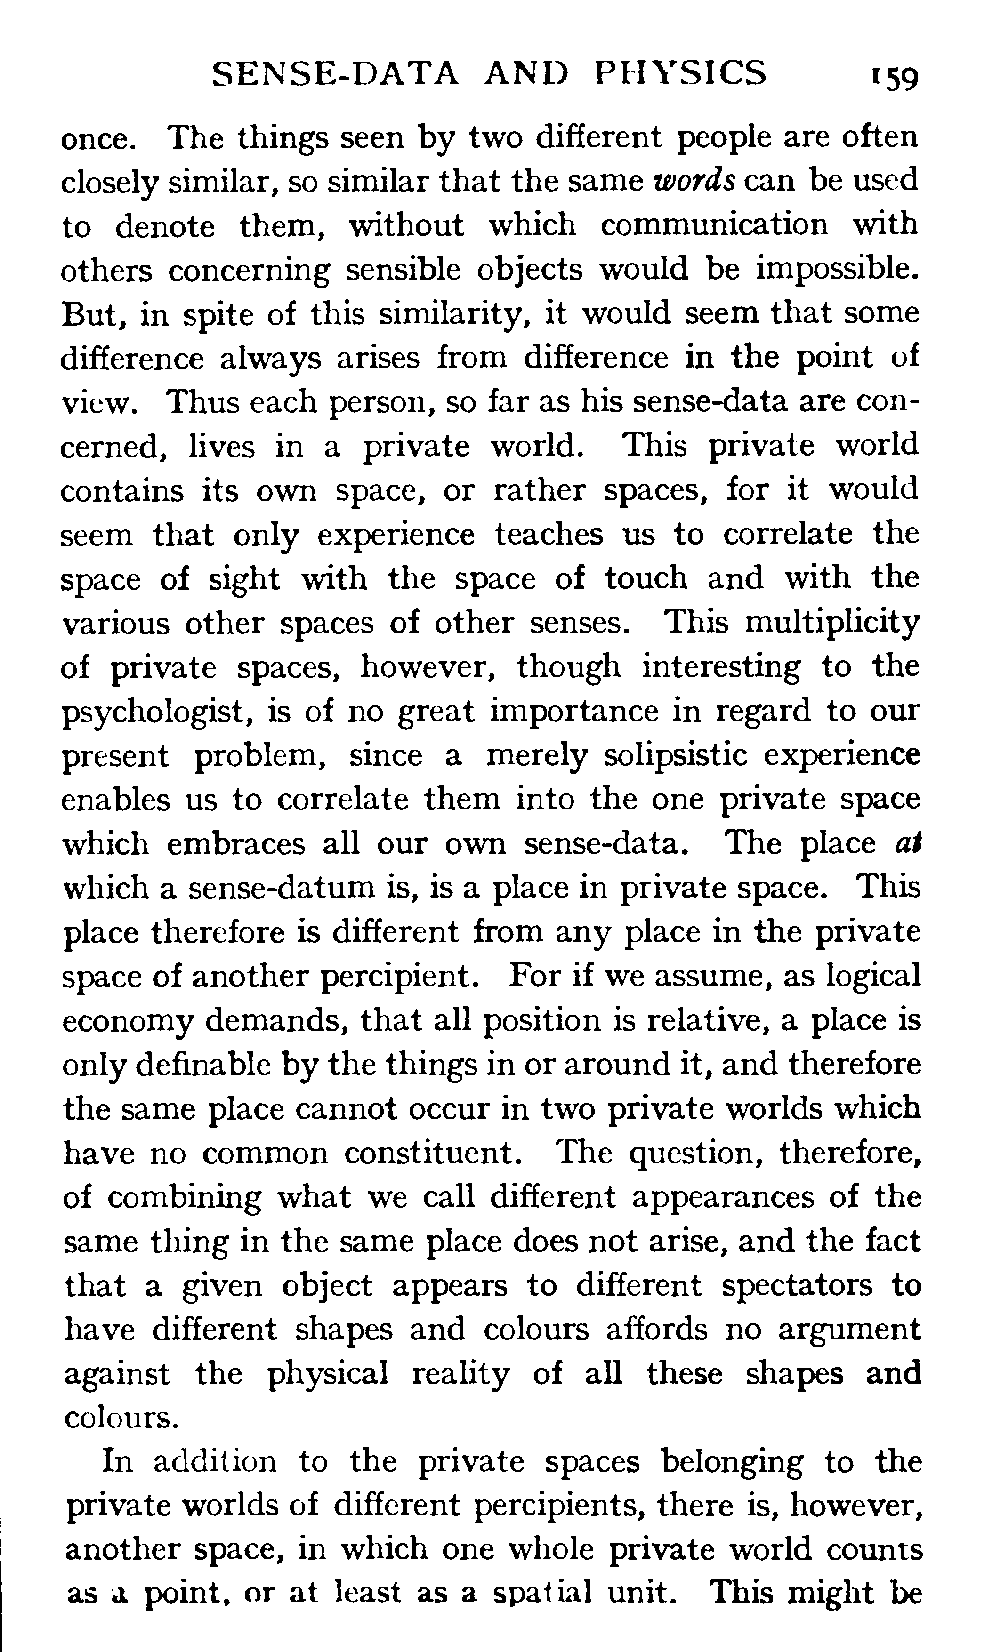 SENSE-DATA AND PHYSICS 159
once. The things seen by two different people are often
closely similar, so similar that the same words can be used
to denote them, without which communication with
others concerning sensible objects would be impossible.
But, in spite of this similarity, it would seem that some
difference always arises from difference in the point of
view. Thus each person, so far as his sense-data are con-
cerned, lives in a private world. This private world
contains its own space, or rather spaces, for it would
seem that only experience teaches us to correlate the
space of sight with the space of touch and with the
various other spaces of other senses. This multiplicity
of private spaces, however, though interesting to the
psychologist, is of no great importance in regard to our
present problem, since a merely solipsistic experience
enables us to correlate them into the one private space
which embraces all our own sense-data. The place at
which a sense-datum is, is a place in private space. This
place therefore is different from any place in the private
space of another percipient. For if we assume, as logical
economy demands, that all position is relative, a place is
only definable by the things in or around it, and therefore
the same place cannot occur in two private worlds which
have no common constituent. The question, therefore,
of combining what we call different appearances of the
same thing in the same place does not arise, and the fact
that a given object appears to different spectators to
have different shapes and colours affords no argument
against the physical reality of all these shapes and
colours.
In addition to the private spaces belonging to the
private worlds of different percipients, there is, however,
another space, in which one whole private world counts
as a point, or at least as a spatial unit. This might be